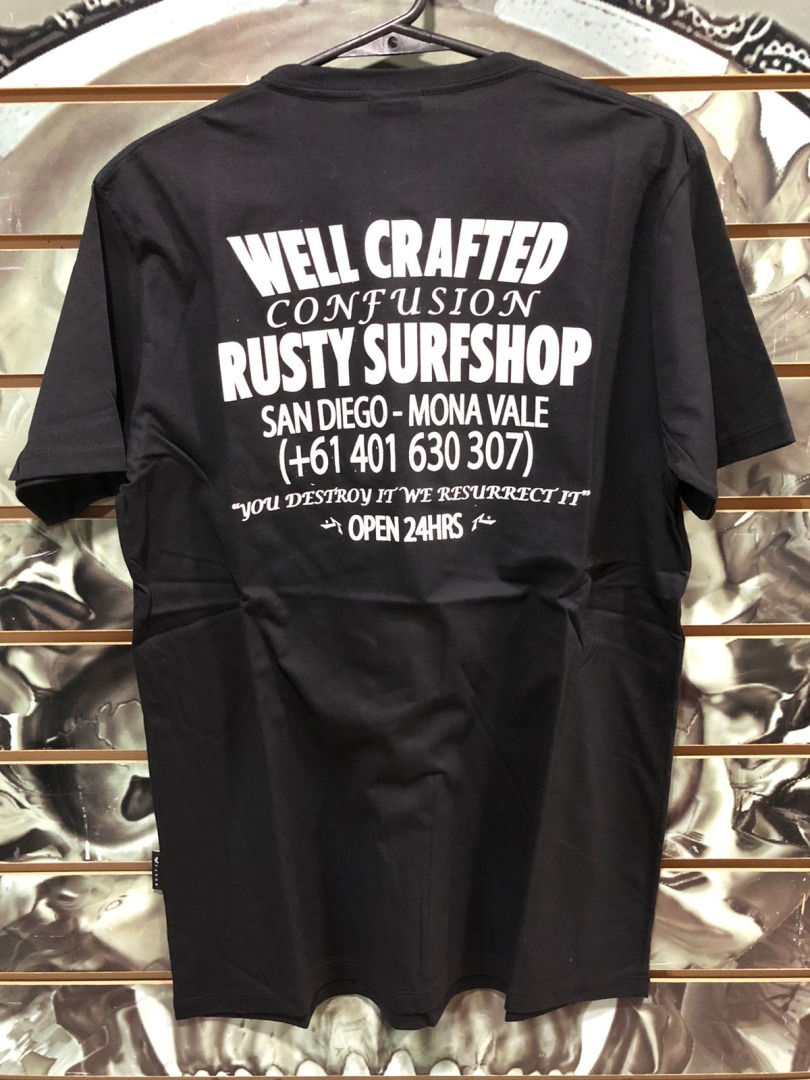 WELL CRAFTED
CONFUSION
RUSTY SURFSHOP
SAN DIEGO - MONA VALE
(+61 401 630 307)
"YOU DESTROY IT WE RESURRECT IT"
OPEN 24HRS